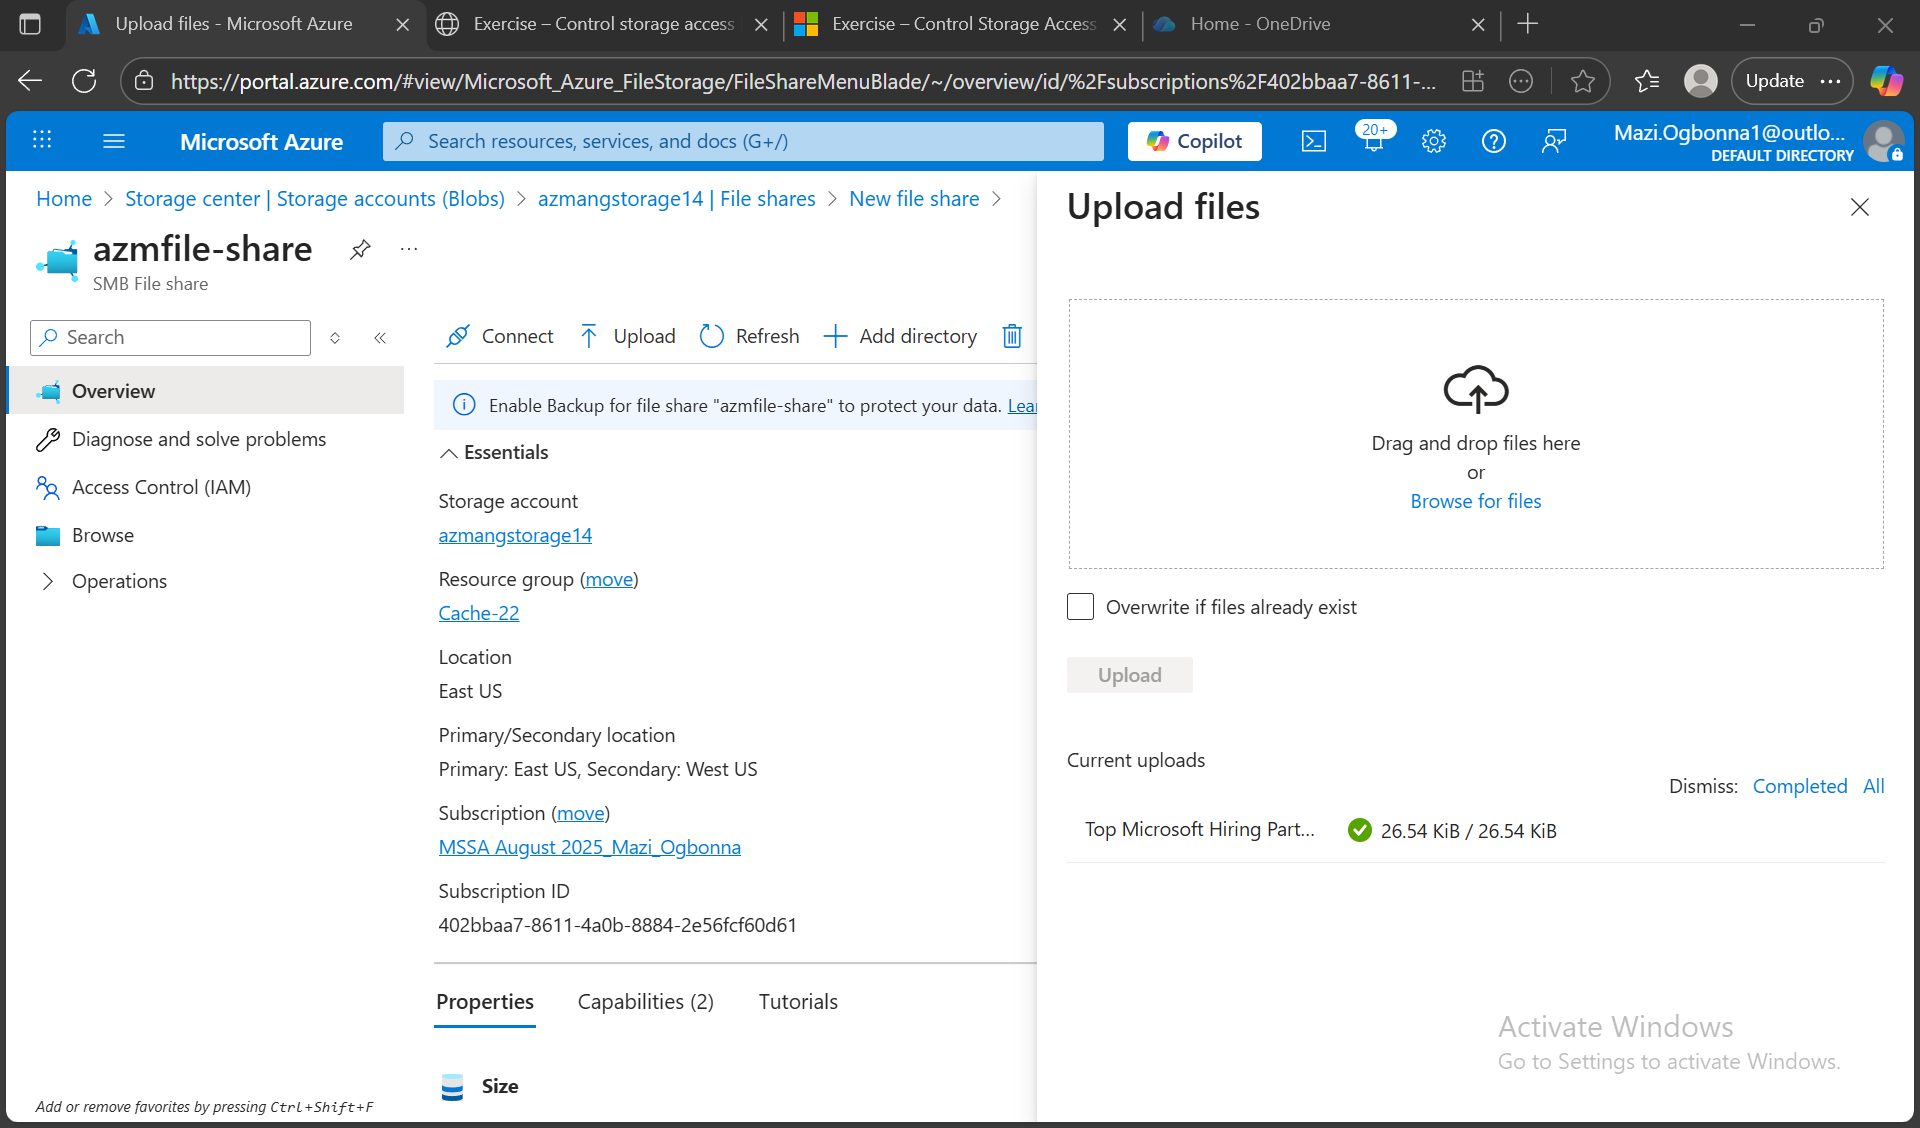 Upload files - Microsoft Azure
Exercise – Control storage access
Exercise – Control Storage Access
Home - OneDrive
https://portal.azure.com/#view/Microsoft_Azure_FileStorage/FileShareMenuBlade/~/overview/id/%2Fsubscriptions%2F402bbaa7-8611-...
Update
Microsoft Azure
Search resources, services, and docs (G+/)
Copilot
20+
Mazi.Ogbonna1@outlo...
DEFAULT DIRECTORY
Home > Storage center | Storage accounts (Blobs) > azmangstorage14 | File shares > New file share >
azmfile-share
SMB File share
Search
Overview
Diagnose and solve problems
Access Control (IAM)
Browse
Operations
Add or remove favorites by pressing Ctrl+Shift+F
Connect
Upload
Refresh
Add directory
Enable Backup for file share "azmfile-share" to protect your data. Lear
Essentials
Storage account
azmangstorage14
Resource group (move)
Cache-22
Location
East US
Primary/Secondary location
Primary: East US, Secondary: West US
Subscription (move)
MSSA August 2025_Mazi_Ogbonna
Subscription ID
402bbaa7-8611-4a0b-8884-2e56fcf60d61
Properties
Capabilities (2)
Tutorials
Size
Upload files
Drag and drop files here
or
Browse for files
Overwrite if files already exist
Upload
Current uploads
Dismiss: Completed All
Top Microsoft Hiring Part...
26.54 KiB / 26.54 KiB
Activate Windows
Go to Settings to activate Windows.